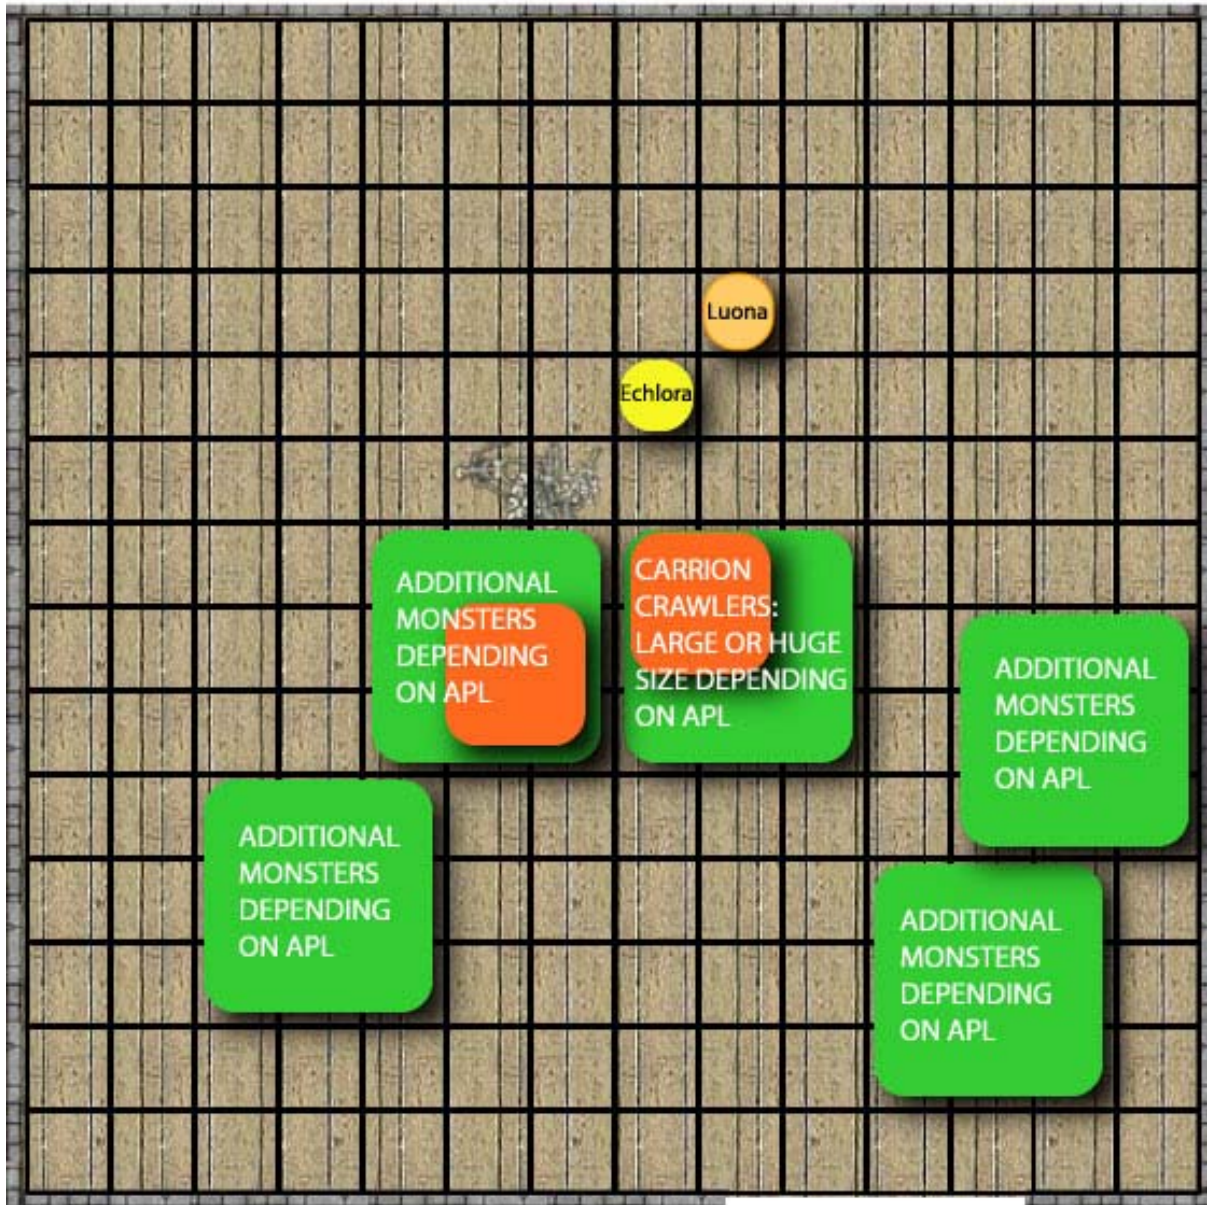 Luona
Echlora
ADDITIONAL
MONSTERS
DEPENDING
ON APL
CARRION
CRAWLERS:
LARGE OR HUGE
SIZE DEPENDING
ON APL
ADDITIONAL
MONSTERS
DEPENDING
ON APL
ADDITIONAL
MONSTERS
DEPENDING
ON APL
ADDITIONAL
MONSTERS
DEPENDING
ON APL